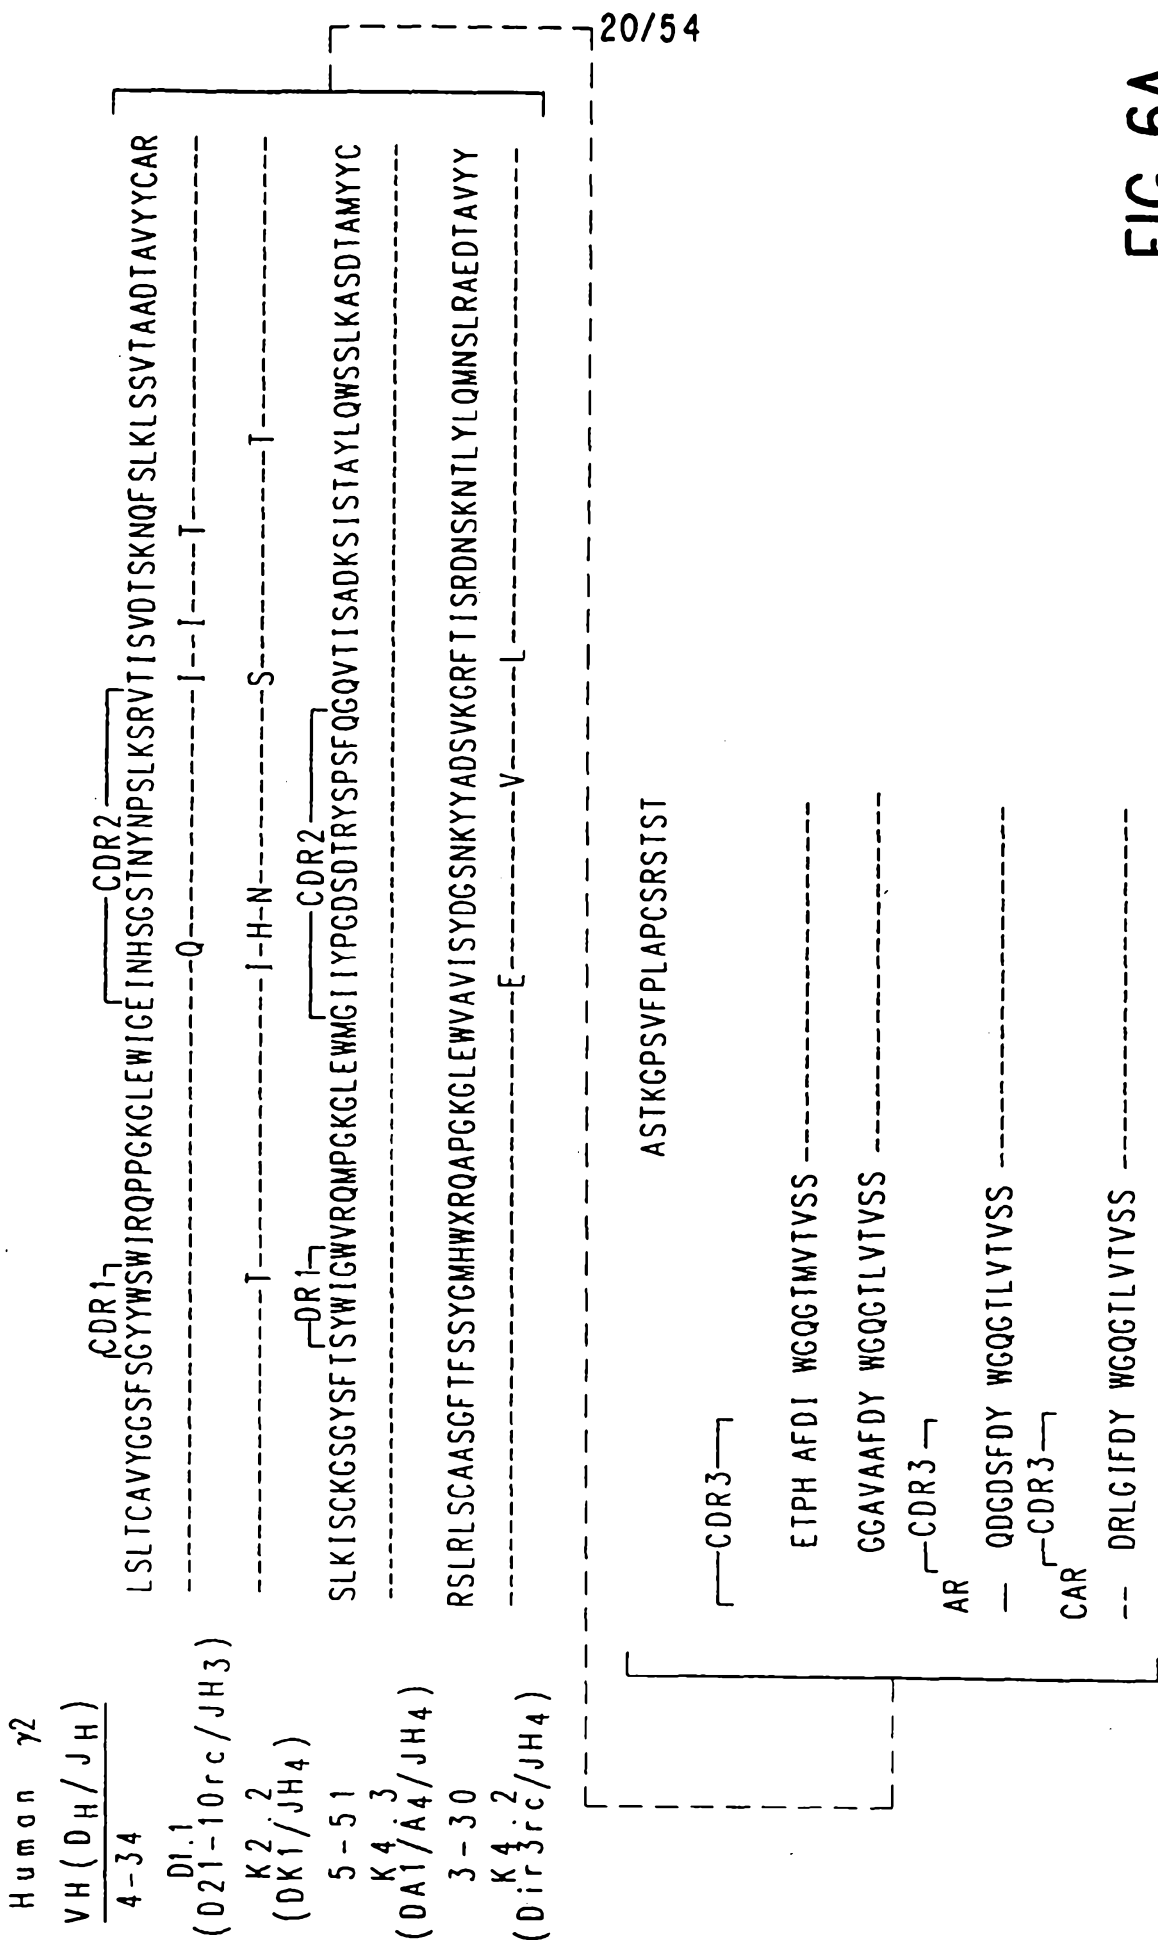 20/54
Human γ2
VH(DH/JH)
CDR1 CDR2
4-34 LSLTCAVYGGSFSGYYWSWIRQPPGKGLEWIGEINHSGSTNYNPSLKSRVTISVDTSKNQFSLKLSSVTAADTAVYYCAR
D1.1
(D21-10rc/JH3) ----Q----I--I---T----
K2.2
(DK1/JH4) ----T----I-H-N----S----T----
DR1 CDR2
5-51 SLKISCKGSGYSFTSYWIGWVRQMPGKGLEWMGIIYPGDSDTRYSPSFQGQVTISADKSISTAYLQWSSLKASDTAMYYC
K4.3
(DA1/A4/JH4) ----
3-30 RSLRLSCAASGFTFSSYGMHWXRQAPGKGLEWVAVISYDGSNKYYADSVKGRFTISRDNSKNTLYLQMNSLRAEDTAVYY
K4.2
(Dir3rc/JH4) ----E----V----L----
ASTKGPSVFPLAPCSRSTST
CDR3
ETPH AFDI WGQGTMVTVSS----
GGAVAAFDY WGQGTLVTVSS----
CDR3
AR
-- QDGDSFDY WGQGTLVTVSS----
CDR3
CAR
-- DRLGIFDY WGQGTLVTVSS----
FIG. 6A